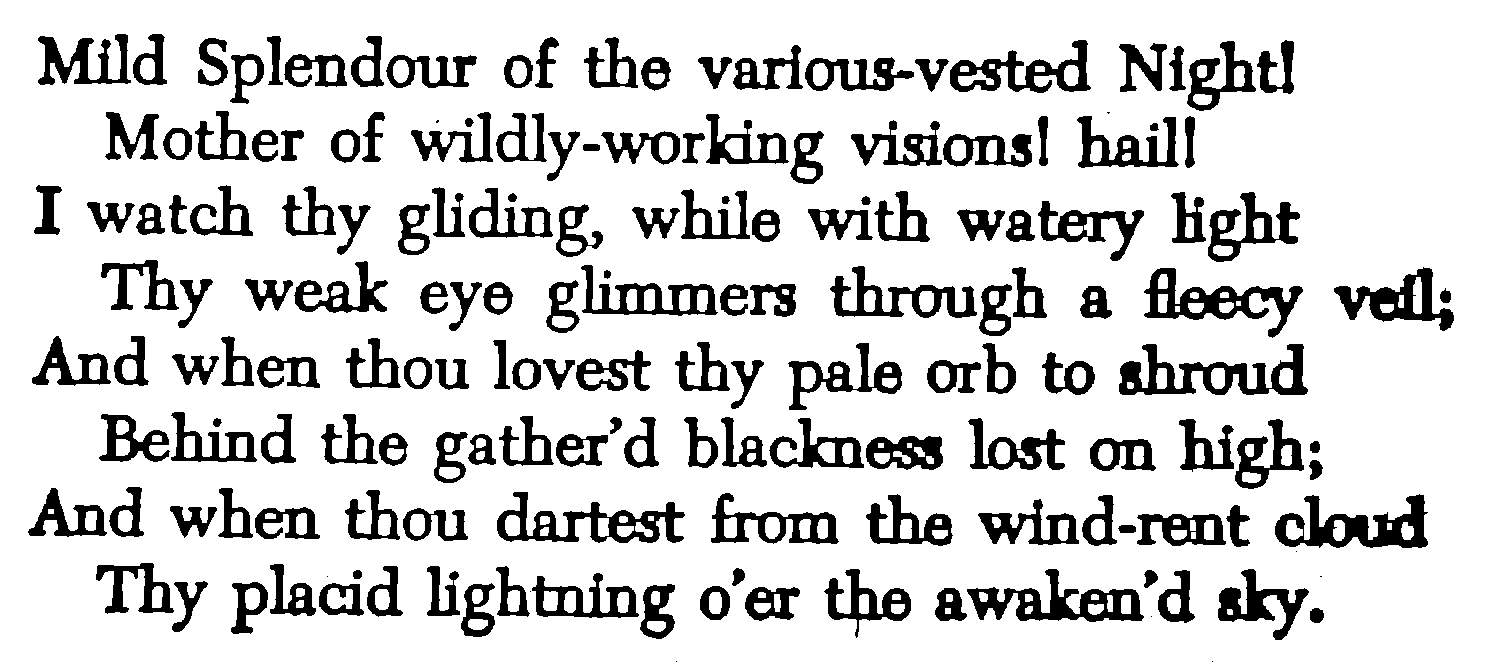 Mild Splendour of the various-vested Night!
Mother of wildly-working visions! hail!
I watch thy gliding, while with watery light
Thy weak eye glimmers through a fleecy veil;
And when thou lovest thy pale orb to shroud
Behind the gather'd blackness lost on high;
And when thou dartest from the wind-rent cloud
Thy placid lightning o'er the awaken'd sky.